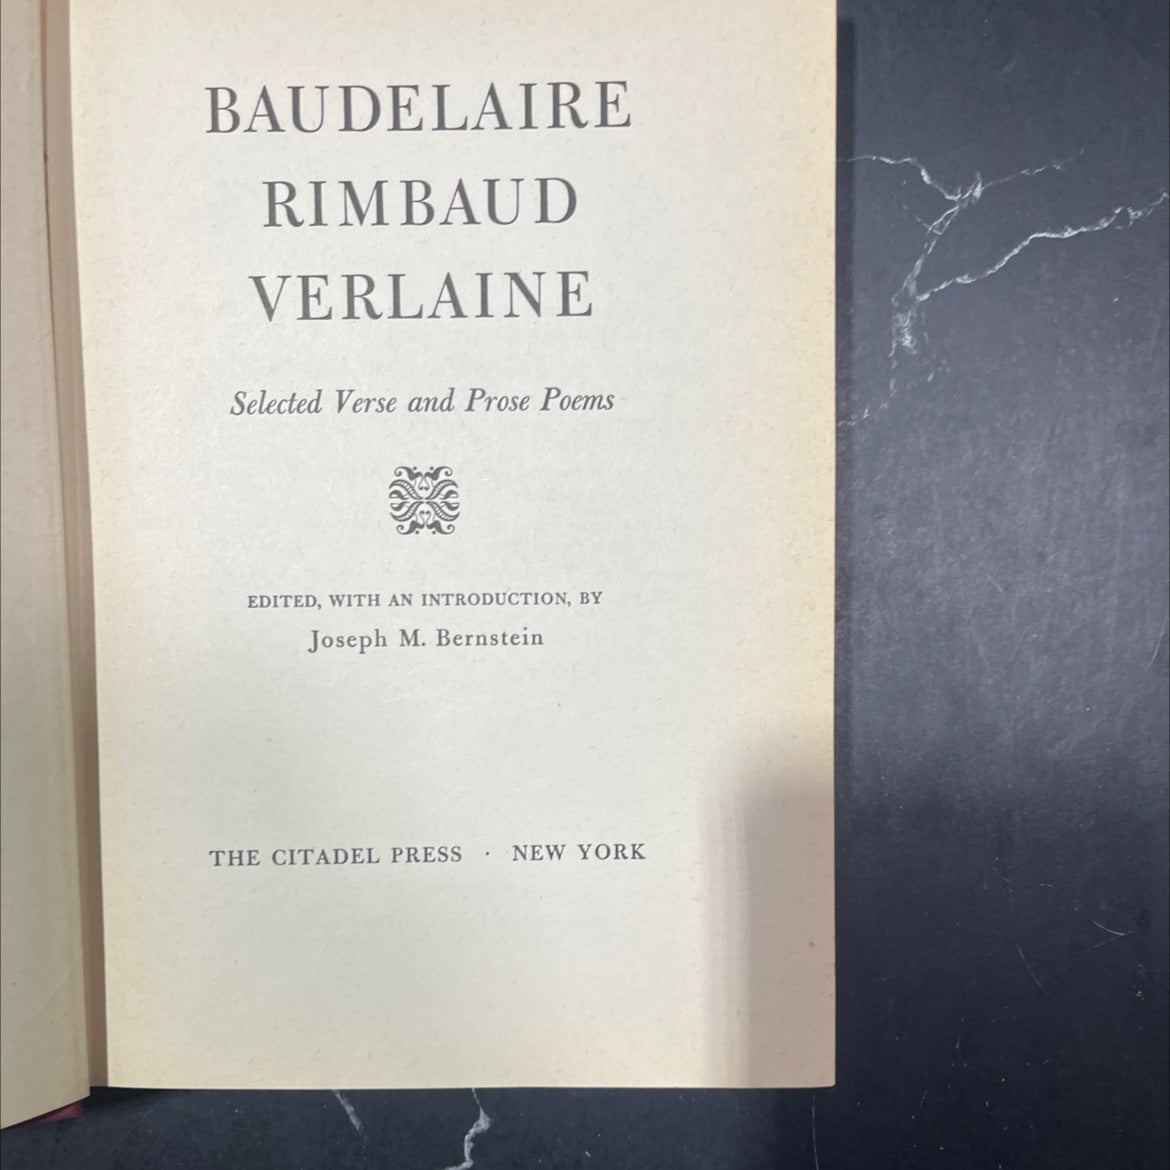 BAUDELAIRE
RIMBAUD
VERLAINE
Selected Verse and Prose Poems
EDITED, WITH AN INTRODUCTION, BY
Joseph M. Bernstein
THE CITADEL PRESS · NEW YORK